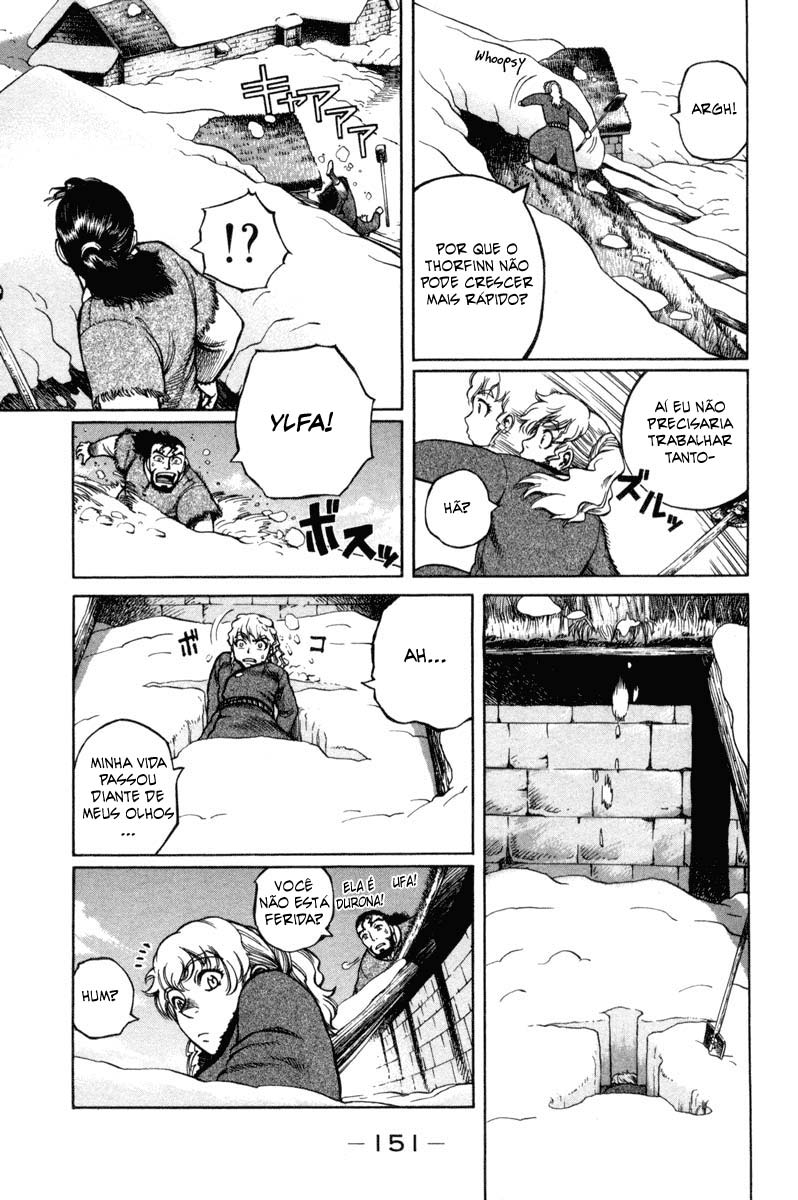 Whoopsy
ARGH!
POR QUE O
THORFINN NÃO
PODE CRESCER
MAIS RÁPIDO?
AÍ EU NÃO
PRECISARIA
TRABALHAR
TANTO-
HÃ?
ズルッ
キャアアアア
!?
YLFA!
ボスッ
AH...
ボコ
MINHA VIDA
PASSOU
DIANTE DE
MEUS OLHOS
...
UFA!
ELA É
DURONA!
VOCÊ
NÃO ESTÁ
FERIDA?
HUM?
— 151 —